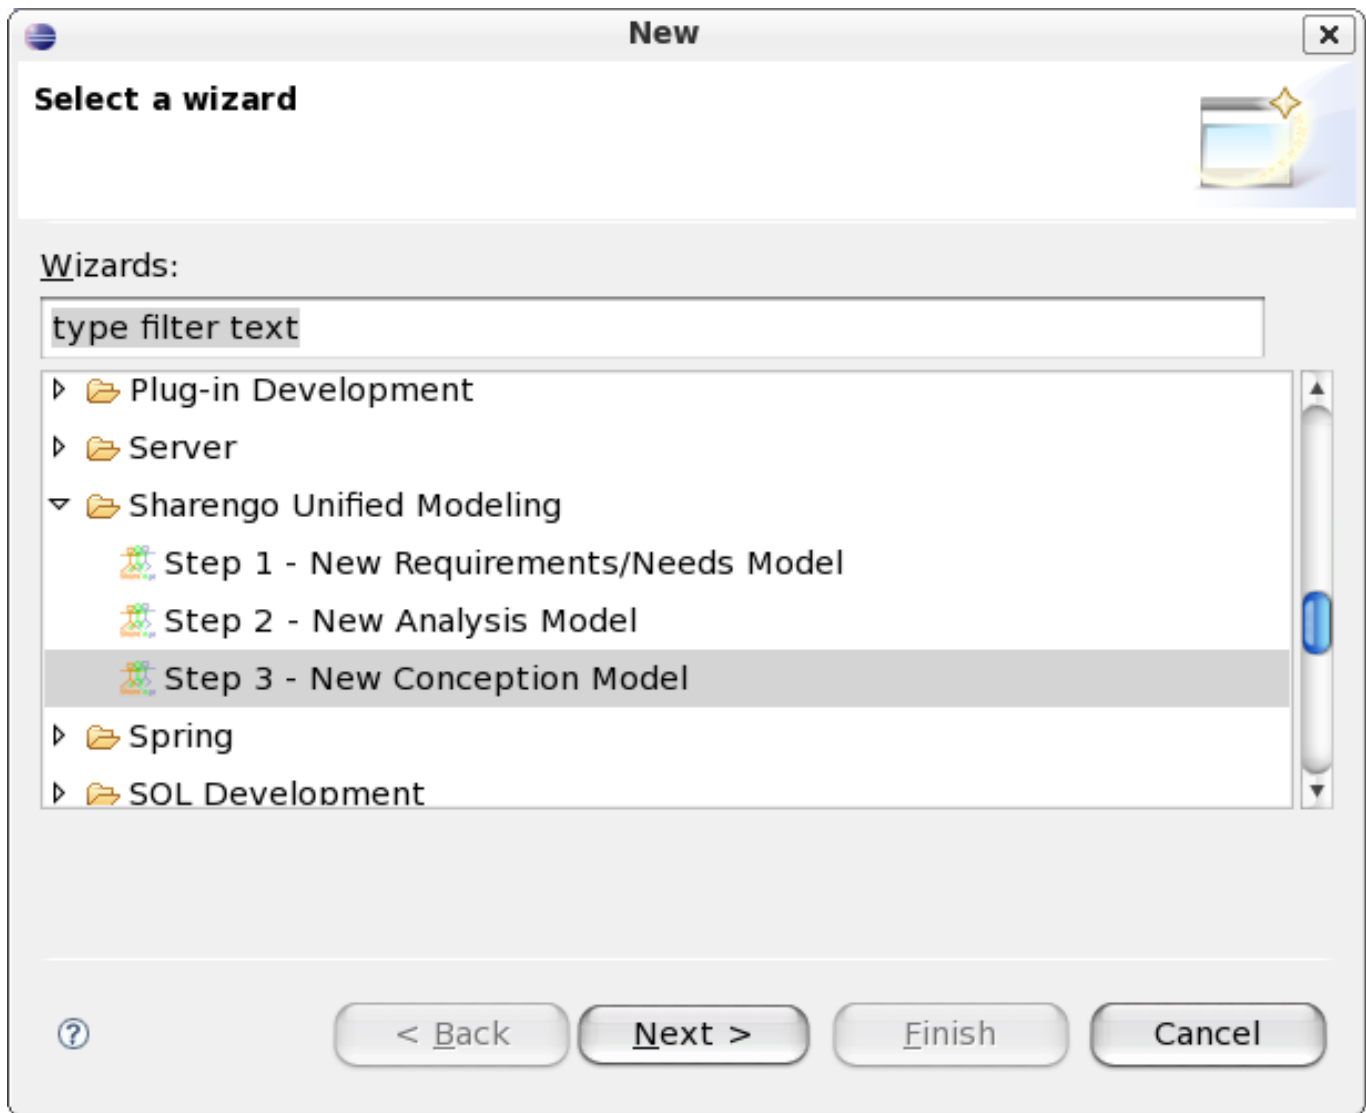 New
Select a wizard
Wizards:
type filter text
Plug-in Development
Server
Sharengo Unified Modeling
Step 1 - New Requirements/Needs Model
Step 2 - New Analysis Model
Step 3 - New Conception Model
Spring
SQL Development
< Back Next > Finish Cancel